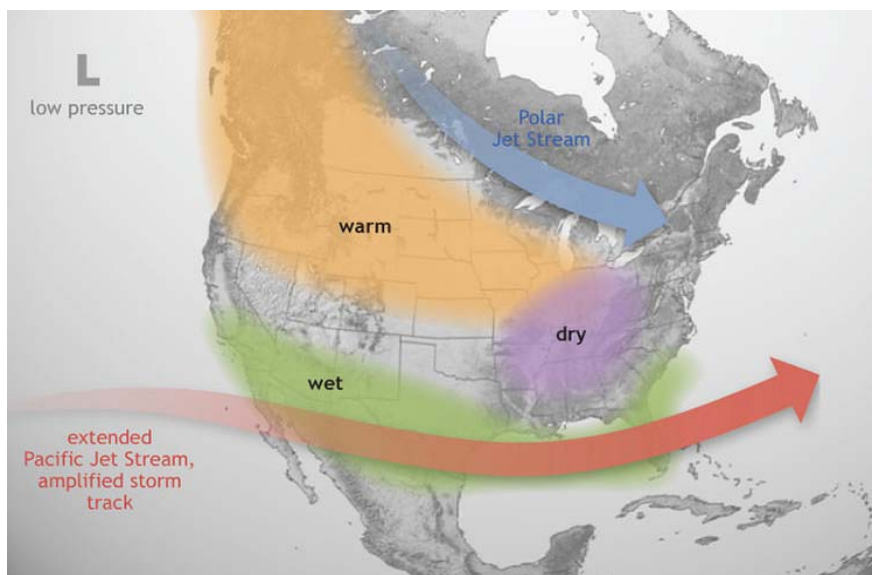 L
low pressure
Polar
Jet Stream
warm
dry
wet
extended
Pacific Jet Stream,
amplified storm
track